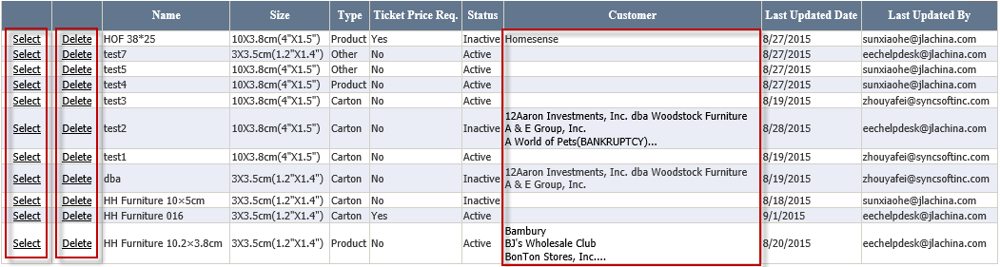 Name Size Type Ticket Price Req. Status Customer Last Updated Date Last Updated By
Select Delete HOF 38*25 10X3.8cm(4"X1.5") Product Yes Inactive Homesense 8/27/2015 sunxiaohe@jlachina.com
Select Delete test7 3X3.5cm(1.2"X1.4") Other No Active 8/27/2015 eechelpdesk@jlachina.com
Select Delete test5 10X3.8cm(4"X1.5") Other No Active 8/27/2015 sunxiaohe@jlachina.com
Select Delete test4 10X3.8cm(4"X1.5") Product No Active 8/27/2015 sunxiaohe@jlachina.com
Select Delete test3 10X3.8cm(4"X1.5") Carton No Active 8/19/2015 zhouyafei@syncsoftinc.com
12Aaron Investments, Inc. dba Woodstock Furniture
Select Delete test2 10X3.8cm(4"X1.5") Carton No Inactive A & E Group, Inc. 8/28/2015 eechelpdesk@jlachina.com
A World of Pets(BANKRUPTCY)...
Select Delete test1 10X3.8cm(4"X1.5") Carton No Active 8/19/2015 zhouyafei@syncsoftinc.com
Select Delete dba 3X3.5cm(1.2"X1.4") Carton No Inactive 12Aaron Investments, Inc. dba Woodstock Furniture 8/19/2015 zhouyafei@syncsoftinc.com
A & E Group, Inc.
Select Delete HH Furniture 10×5cm 3X3.5cm(1.2"X1.4") Carton No Inactive 8/18/2015 sunxiaohe@jlachina.com
Select Delete HH Furniture 016 3X3.5cm(1.2"X1.4") Carton Yes Active 9/1/2015 eechelpdesk@jlachina.com
Bambury
Select Delete HH Furniture 10.2×3.8cm 3X3.5cm(1.2"X1.4") Product No Active BJ's Wholesale Club 8/20/2015 eechelpdesk@jlachina.com
BonTon Stores, Inc....